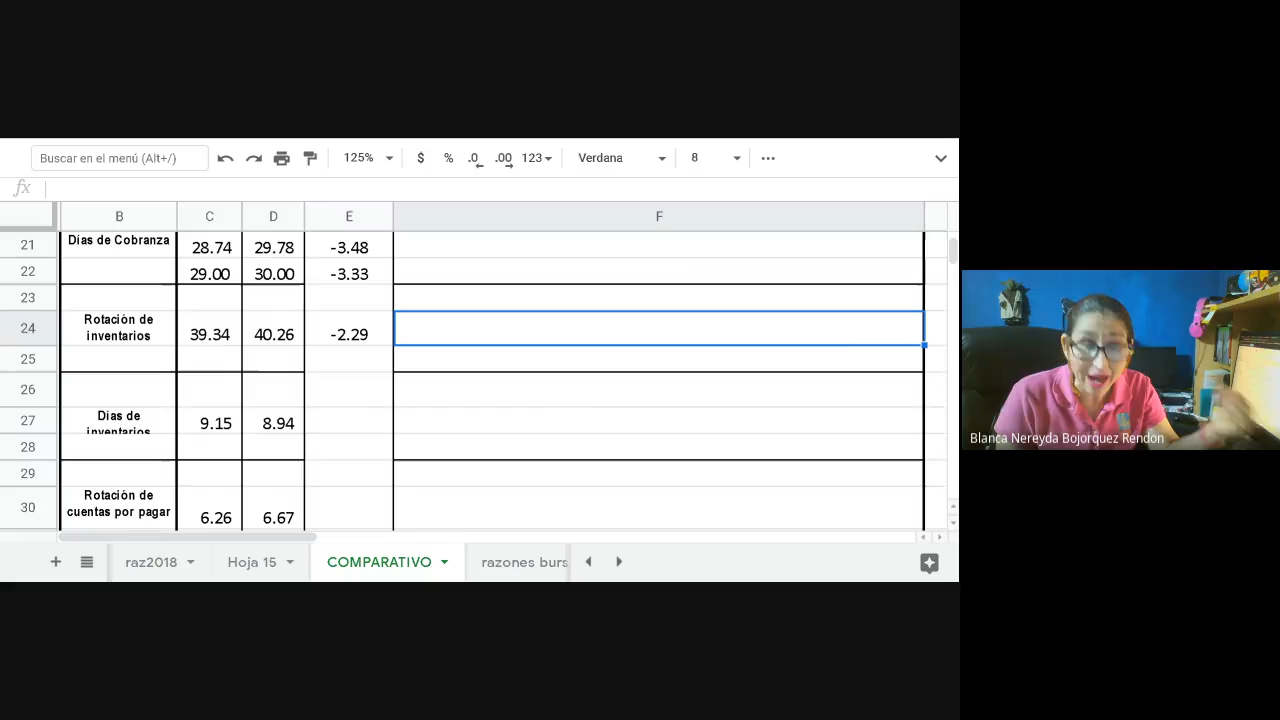 Buscar en el menú (Alt+/)
125%
$ % .0 .00 123
Verdana
8
fx
B C D E F
21 Días de Cobranza 28.74 29.78 -3.48
22 29.00 30.00 -3.33
23
Rotación de
24 inventarios 39.34 40.26 -2.29
25
26
Dias de
27 inventarios 9.15 8.94
28
29
Rotación de
30 cuentas por pagar 6.26 6.67
+ raz2018 Hoja 15 COMPARATIVO razones burs
Blanca Nereyda Bojorquez Rendon